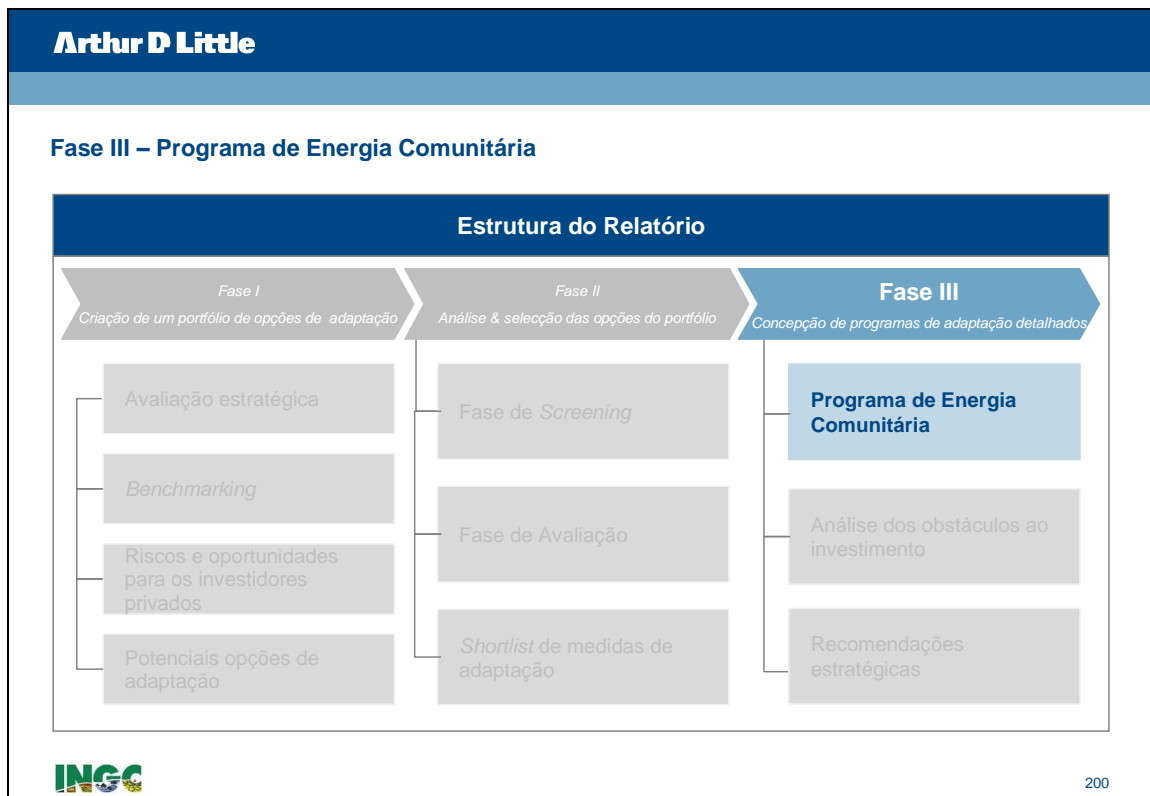 Arthur D Little
Fase III – Programa de Energia Comunitária
Estrutura do Relatório
Fase I
Criação de um portfólio de opções de adaptação
Fase II
Análise & selecção das opções do portfólio
Fase III
Concepção de programas de adaptação detalhados
Avaliação estratégica
Benchmarking
Riscos e oportunidades
para os investidores
privados
Potenciais opções de
adaptação
Fase de Screening
Fase de Avaliação
Shortlist de medidas de
adaptação
Programa de Energia
Comunitária
Análise dos obstáculos ao
investimento
Recomendações
estratégicas
INGC
200